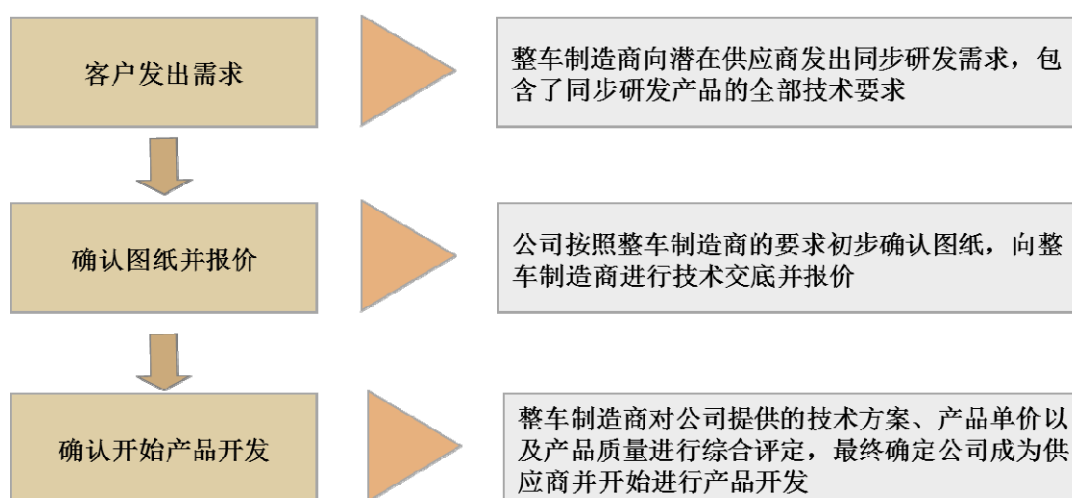 客户发出需求
整车制造商向潜在供应商发出同步研发需求，包
含了同步研发产品的全部技术要求
确认图纸并报价
公司按照整车制造商的要求初步确认图纸，向整
车制造商进行技术交底并报价
确认开始产品开发
整车制造商对公司提供的技术方案、产品单价以
及产品质量进行综合评定，最终确定公司成为供
应商并开始进行产品开发